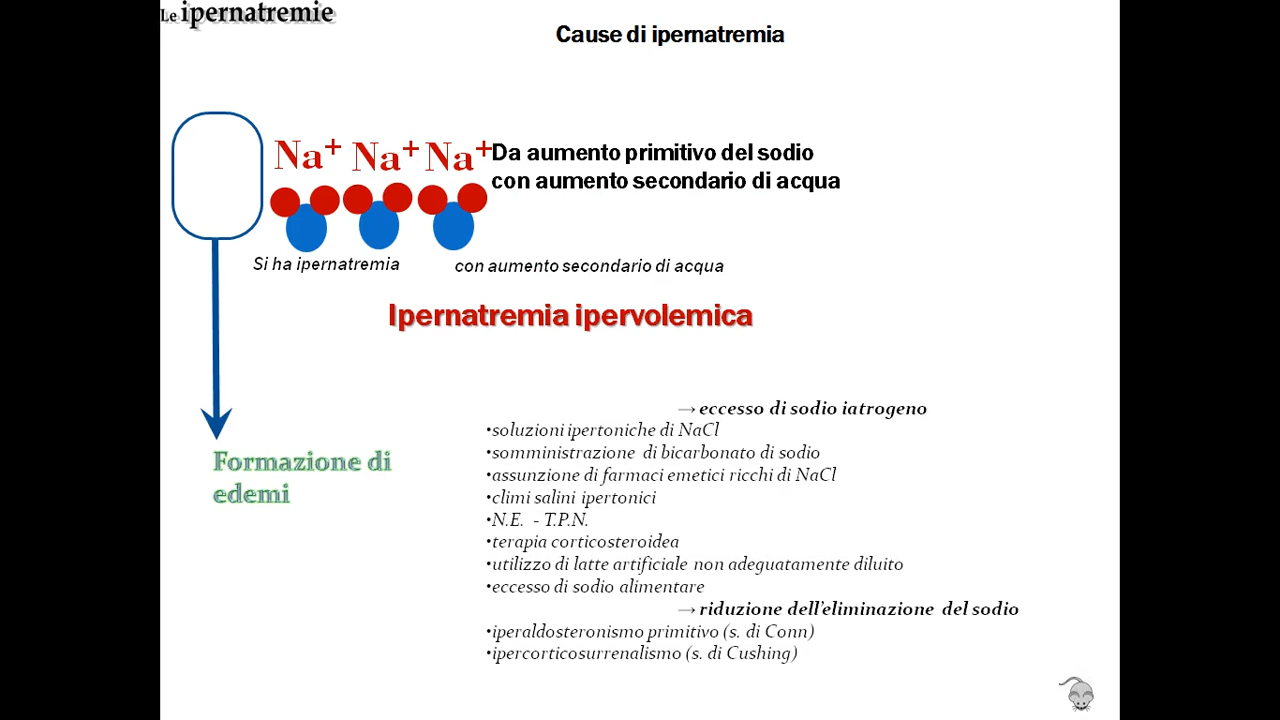 Le ipernatremie
Cause di ipernatremia
Na+ Na+ Na+
Da aumento primitivo del sodio
con aumento secondario di acqua
Si ha ipernatremia
con aumento secondario di acqua
Ipernatremia ipervolemica
Formazione di
edemi
→ eccesso di sodio iatrogeno
•soluzioni ipertoniche di NaCl
•somministrazione di bicarbonato di sodio
•assunzione di farmaci emetici ricchi di NaCl
•climi salini ipertonici
•N.E. - T.P.N.
•terapia corticosteroidea
•utilizzo di latte artificiale non adeguatamente diluito
•eccesso di sodio alimentare
→ riduzione dell'eliminazione del sodio
•iperaldosteronismo primitivo (s. di Conn)
•ipercorticosurrenalismo (s. di Cushing)